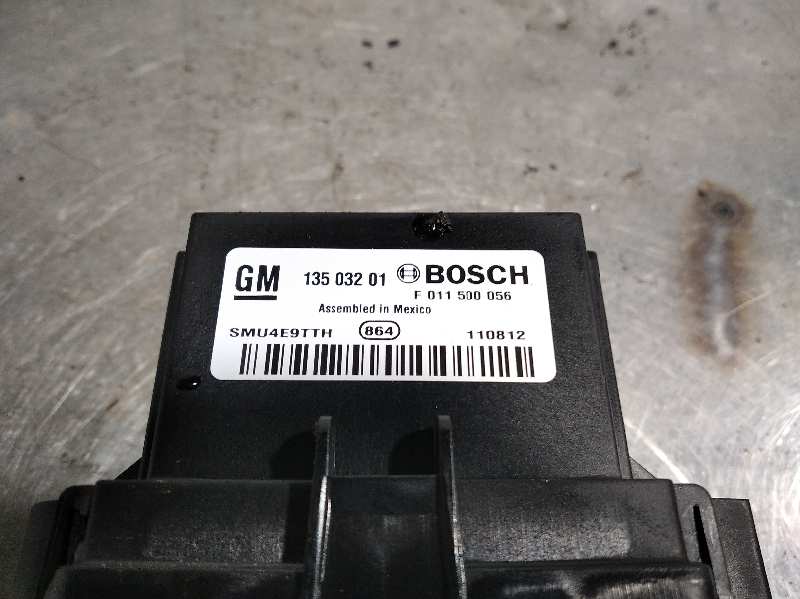 GM 135 032 01 BOSCH
F 011 500 056
Assembled in Mexico
SMU4E9TTH 864 110812